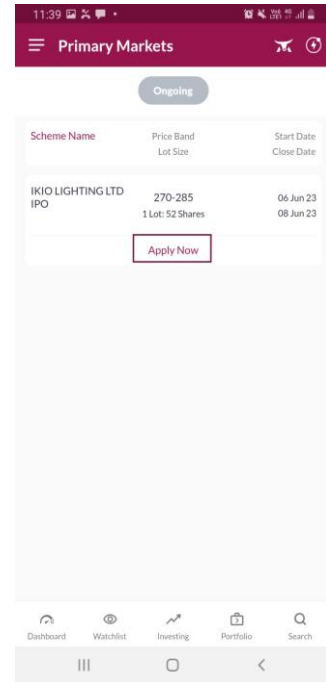 11:39
Primary Markets
Ongoing
Scheme Name Price Band Start Date
Lot Size Close Date
IKIO LIGHTING LTD 270-285 06 Jun 23
IPO 1 Lot: 52 Shares 08 Jun 23
Apply Now
Dashboard Watchlist Investing Portfolio Search